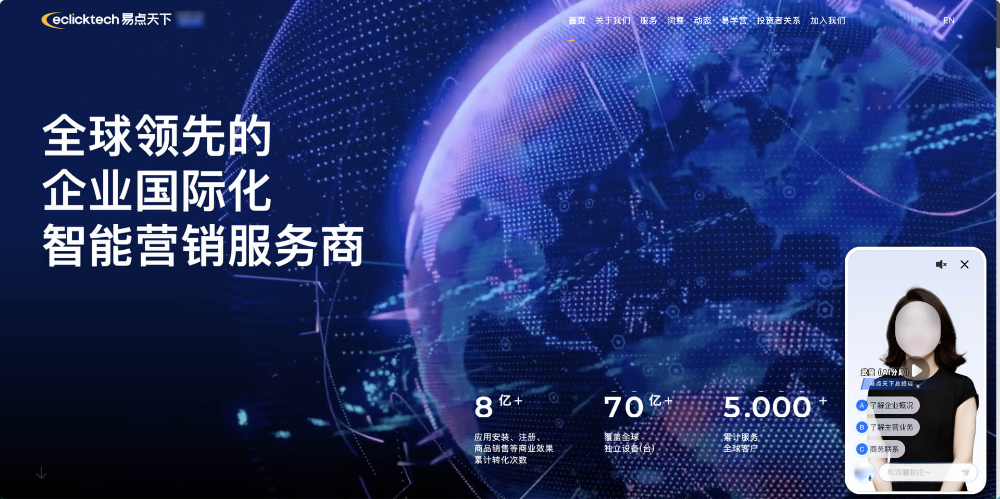 eclicktech 易点天下
首页 关于我们 服务 洞察 动态 易学营 投资者关系 加入我们 EN
全球领先的
企业国际化
智能营销服务商
8 亿+
应用安装、注册、
商品销售等商业效果
累计转化次数
70 亿+
覆盖全球
独立设备(台)
5.000 +
累计服务
全球客户
武莹（AI分身）
易点天下总经理
A 了解企业概况
B 了解主营业务
C 商务联系
和我聊聊吧～